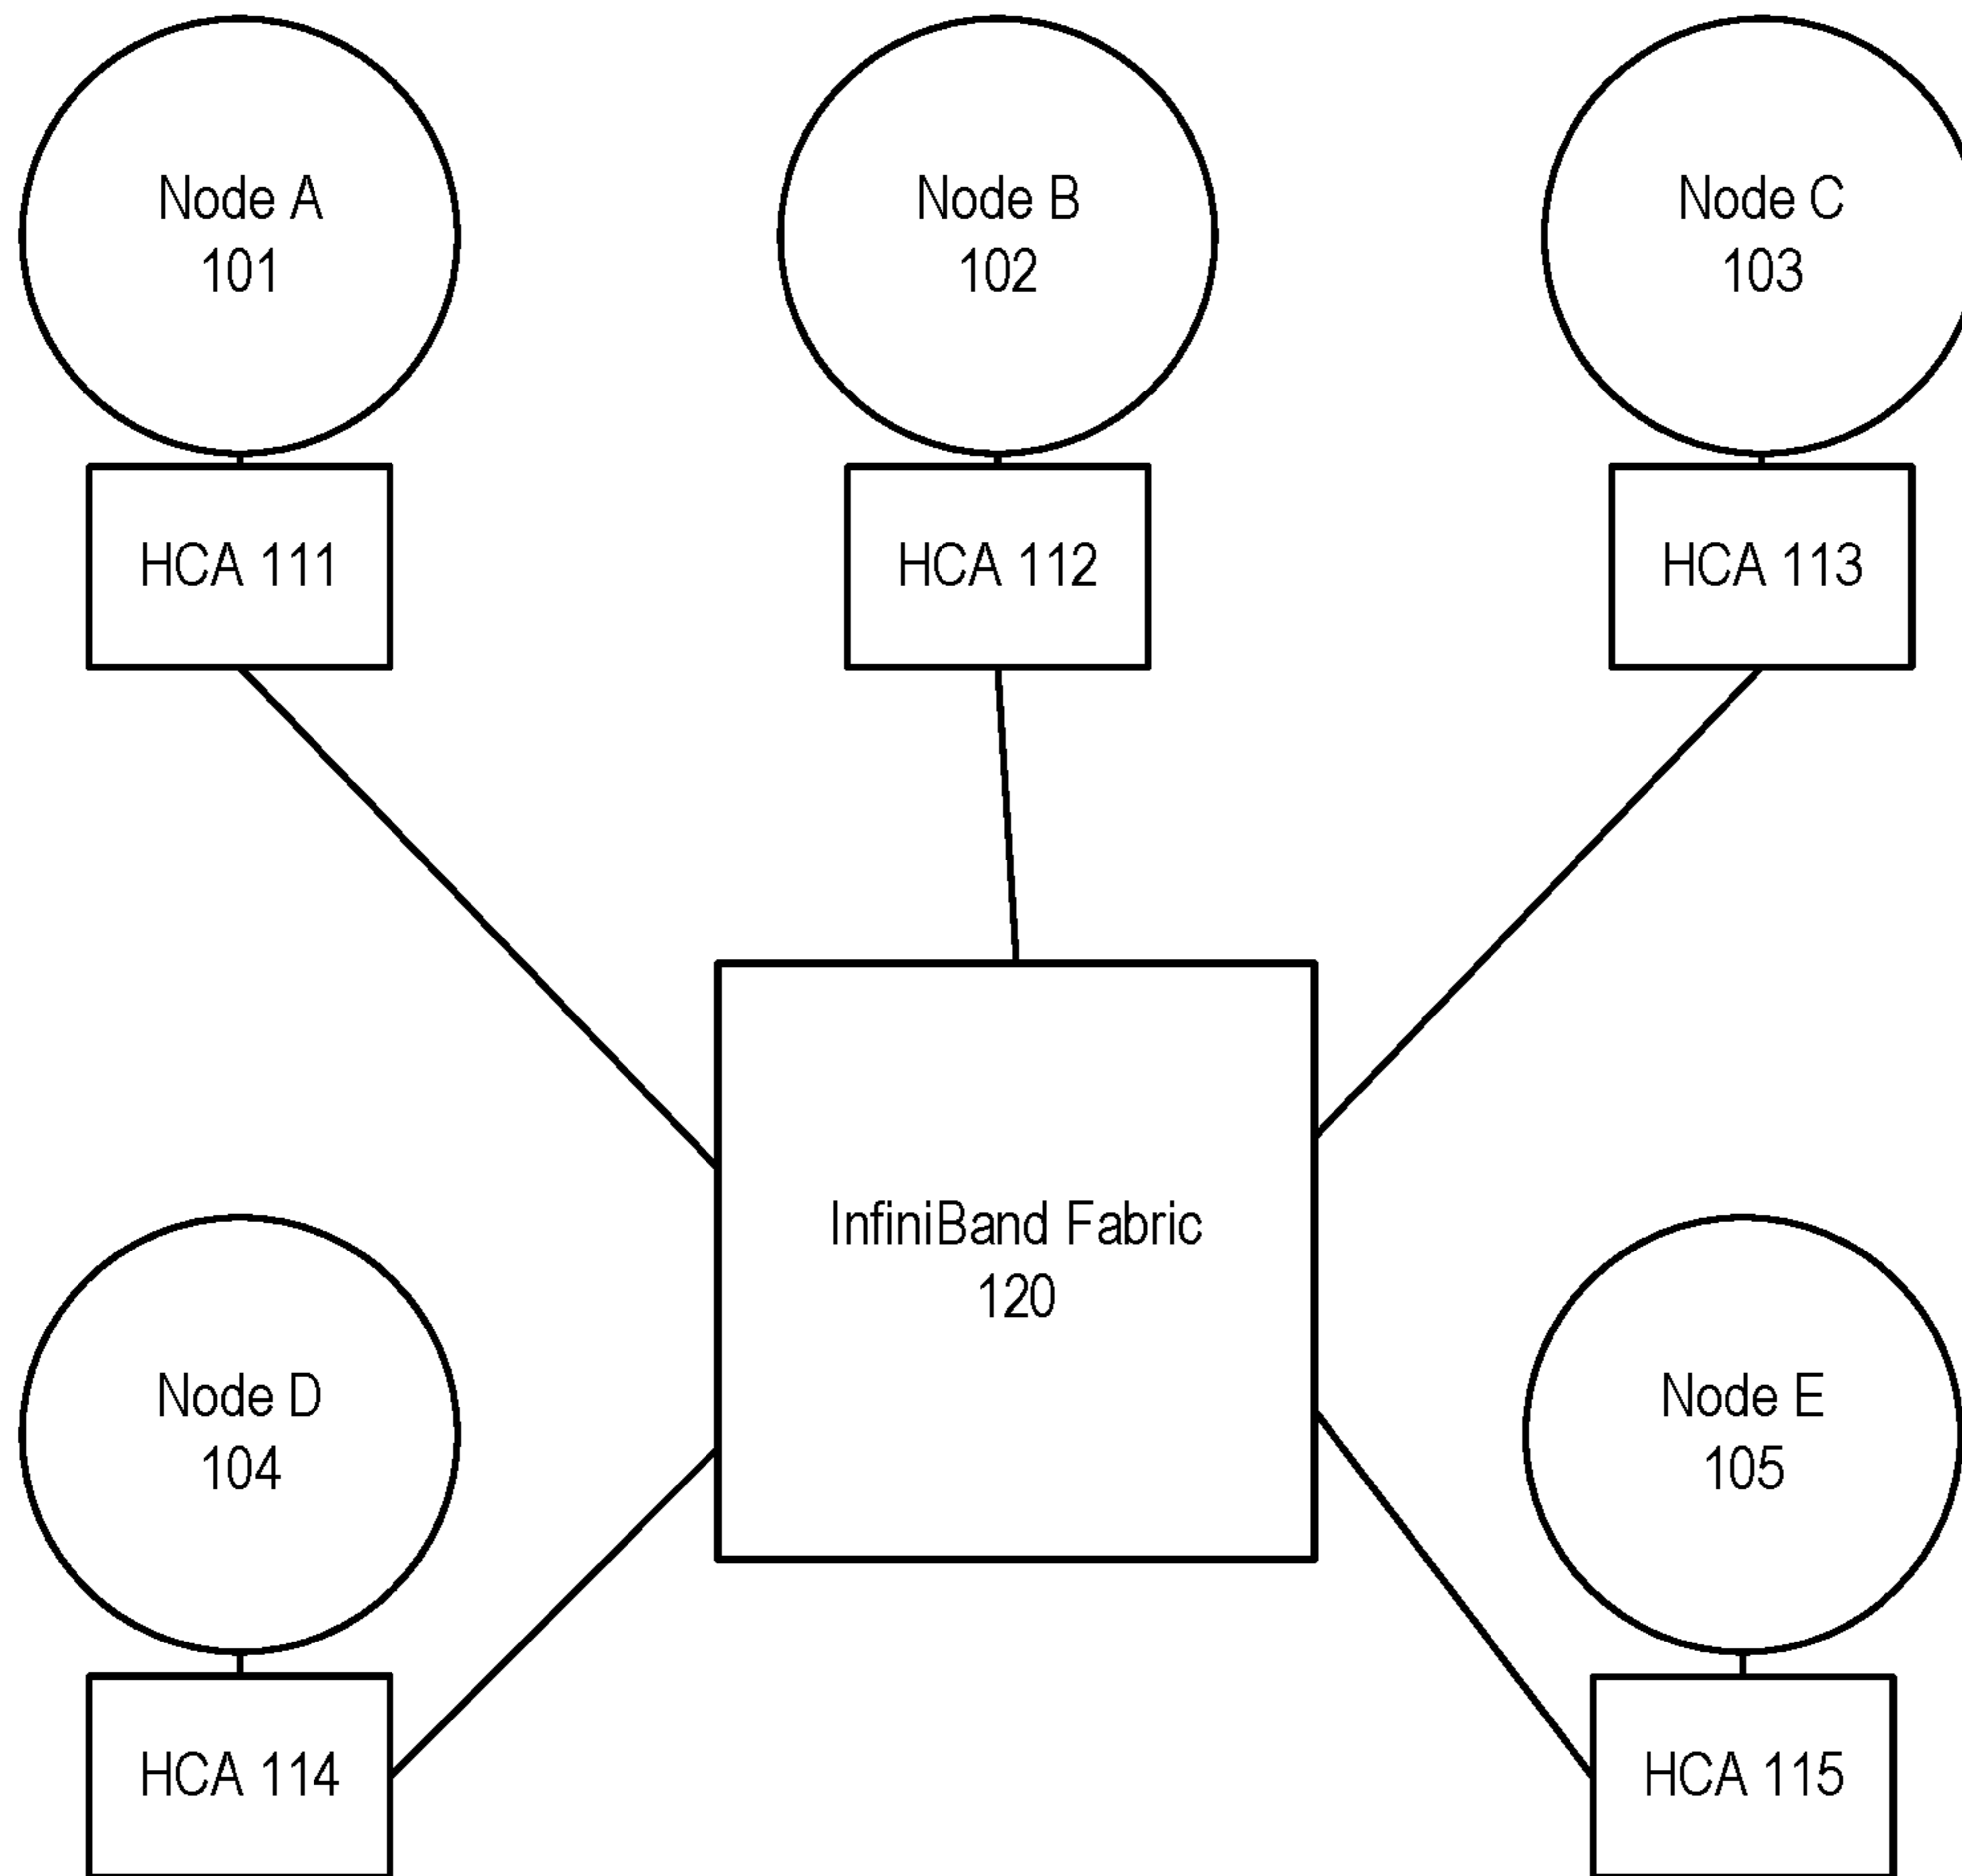 Node A
101
Node B
102
Node C
103
HCA 111
HCA 112
HCA 113
InfiniBand Fabric
120
Node D
104
Node E
105
HCA 114
HCA 115